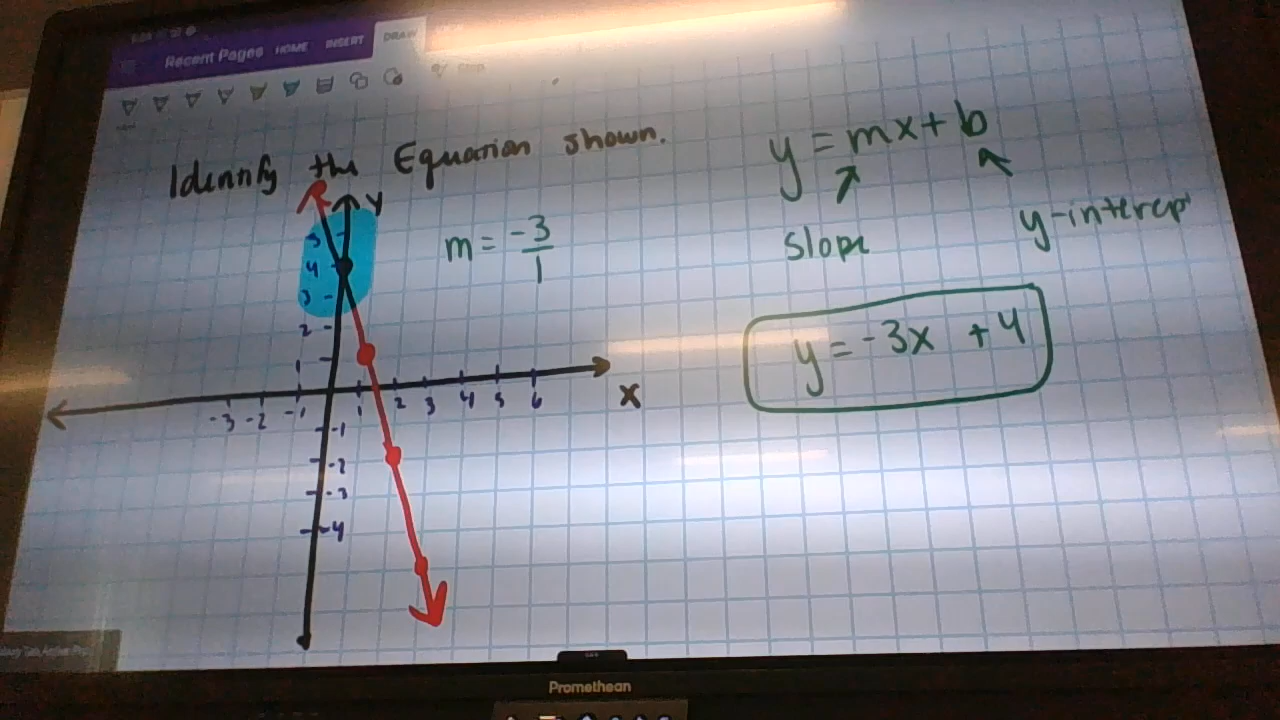 Recent Pages HOME INSERT DRAW
Identify the Equation shown.
y = mx + b
slope
y-intercept
m = -3/1
y = -3x + 4
Y
5
4
3
2
1
-3 -2 -1 1 2 3 4 5 6
X
-1
-2
-3
-4
Promethean